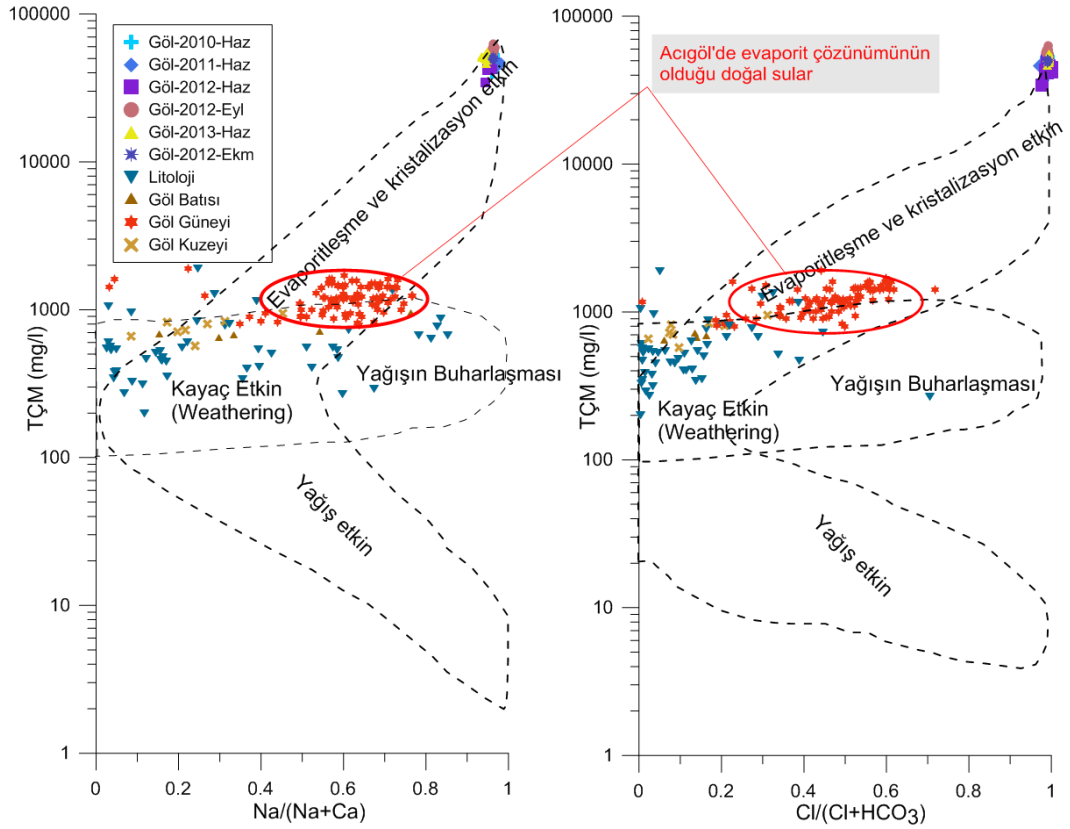 100000
10000
1000
100
10
1
TÇM (mg/l)
Göl-2010-Haz
Göl-2011-Haz
Göl-2012-Haz
Göl-2012-Eyl
Göl-2013-Haz
Göl-2012-Ekm
Litoloji
Göl Batısı
Göl Güneyi
Göl Kuzeyi
Evaporitleşme ve kristalizasyon etkin
Kayaç Etkin
(Weathering)
Yağışın Buharlaşması
Yağış etkin
0 0.2 0.4 0.6 0.8 1
Na/(Na+Ca)
Acıgöl'de evaporit çözünümünün
olduğu doğal sular
100000
10000
1000
100
10
1
TÇM (mg/l)
Evaporitleşme ve kristalizasyon etkin
Kayaç Etkin
(Weathering)
Yağışın Buharlaşması
Yağış etkin
0 0.2 0.4 0.6 0.8 1
Cl/(Cl+HCO₃)